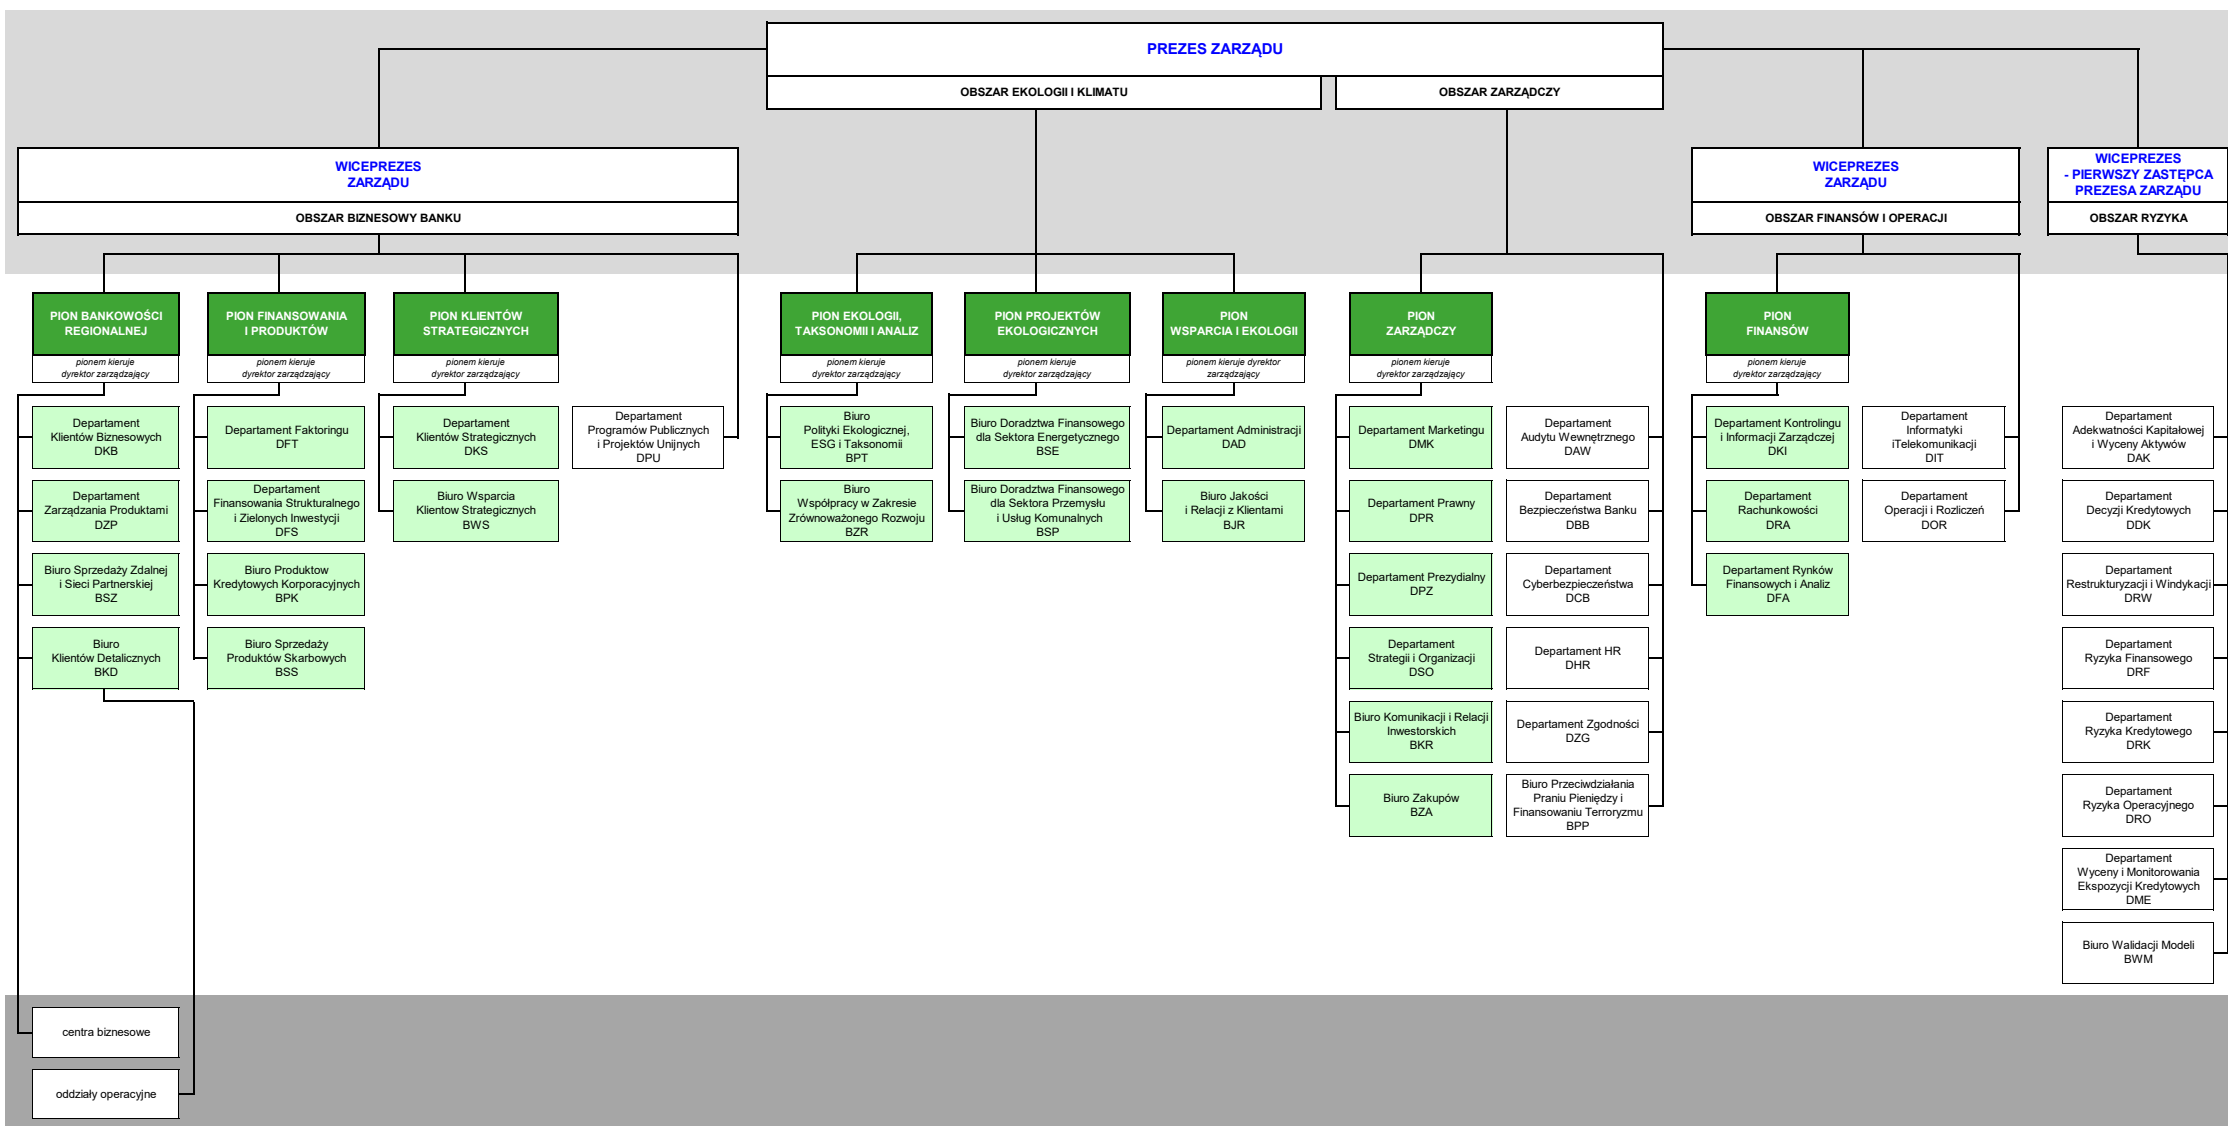 PREZES ZARZĄDU
OBSZAR EKOLOGII I KLIMATU
OBSZAR ZARZĄDCZY
WICEPREZES
ZARZĄDU
OBSZAR BIZNESOWY BANKU
WICEPREZES
ZARZĄDU
OBSZAR FINANSÓW I OPERACJI
WICEPREZES
- PIERWSZY ZASTĘPCA
PREZESA ZARZĄDU
OBSZAR RYZYKA
PION BANKOWOŚCI
REGIONALNEJ
pionem kieruje
dyrektor zarządzający
PION FINANSOWANIA
I PRODUKTÓW
pionem kieruje
dyrektor zarządzający
PION KLIENTÓW
STRATEGICZNYCH
pionem kieruje
dyrektor zarządzający
PION EKOLOGII,
TAKSONOMII I ANALIZ
pionem kieruje
dyrektor zarządzający
PION PROJEKTÓW
EKOLOGICZNYCH
pionem kieruje
dyrektor zarządzający
PION
WSPARCIA I EKOLOGII
pionem kieruje dyrektor
zarządzający
PION
ZARZĄDCZY
pionem kieruje
dyrektor zarządzający
PION
FINANSÓW
pionem kieruje
dyrektor zarządzający
Departament
Klientów Biznesowych
DKB
Departament
Zarządzania Produktami
DZP
Biuro Sprzedaży Zdalnej
i Sieci Partnerskiej
BSZ
Biuro
Klientów Detalicznych
BKD
Departament Faktoringu
DFT
Departament
Finansowania Strukturalnego
i Zielonych Inwestycji
DFS
Biuro Produktow
Kredytowych Korporacyjnych
BPK
Biuro Sprzedaży
Produktów Skarbowych
BSS
Departament
Klientów Strategicznych
DKS
Biuro Wsparcia
Klientow Strategicznych
BWS
Departament
Programów Publicznych
i Projektów Unijnych
DPU
Biuro
Polityki Ekologicznej,
ESG i Taksonomii
BPT
Biuro
Współpracy w Zakresie
Zrównoważonego Rozwoju
BZR
Biuro Doradztwa Finansowego
dla Sektora Energetycznego
BSE
Biuro Doradztwa Finansowego
dla Sektora Przemysłu
i Usług Komunalnych
BSP
Departament Administracji
DAD
Biuro Jakości
i Relacji z Klientami
BJR
Departament Marketingu
DMK
Departament Prawny
DPR
Departament Prezydialny
DPZ
Departament
Strategii i Organizacji
DSO
Biuro Komunikacji i Relacji
Inwestorskich
BKR
Biuro Zakupów
BZA
Departament
Audytu Wewnętrznego
DAW
Departament
Bezpieczeństwa Banku
DBB
Departament
Cyberbezpieczeństwa
DCB
Departament HR
DHR
Departament Zgodności
DZG
Biuro Przeciwdziałania
Praniu Pieniędzy i
Finansowaniu Terroryzmu
BPP
Departament Kontrolingu
i Informacji Zarządczej
DKI
Departament
Rachunkowości
DRA
Departament Rynków
Finansowych i Analiz
DFA
Departament
Informatyki
iTelekomunikacji
DIT
Departament
Operacji i Rozliczeń
DOR
Departament
Adekwatności Kapitałowej
i Wyceny Aktywów
DAK
Departament
Decyzji Kredytowych
DDK
Departament
Restrukturyzacji i Windykacji
DRW
Departament
Ryzyka Finansowego
DRF
Departament
Ryzyka Kredytowego
DRK
Departament
Ryzyka Operacyjnego
DRO
Departament
Wyceny i Monitorowania
Ekspozycji Kredytowych
DME
Biuro Walidacji Modeli
BWM
centra biznesowe
oddziały operacyjne